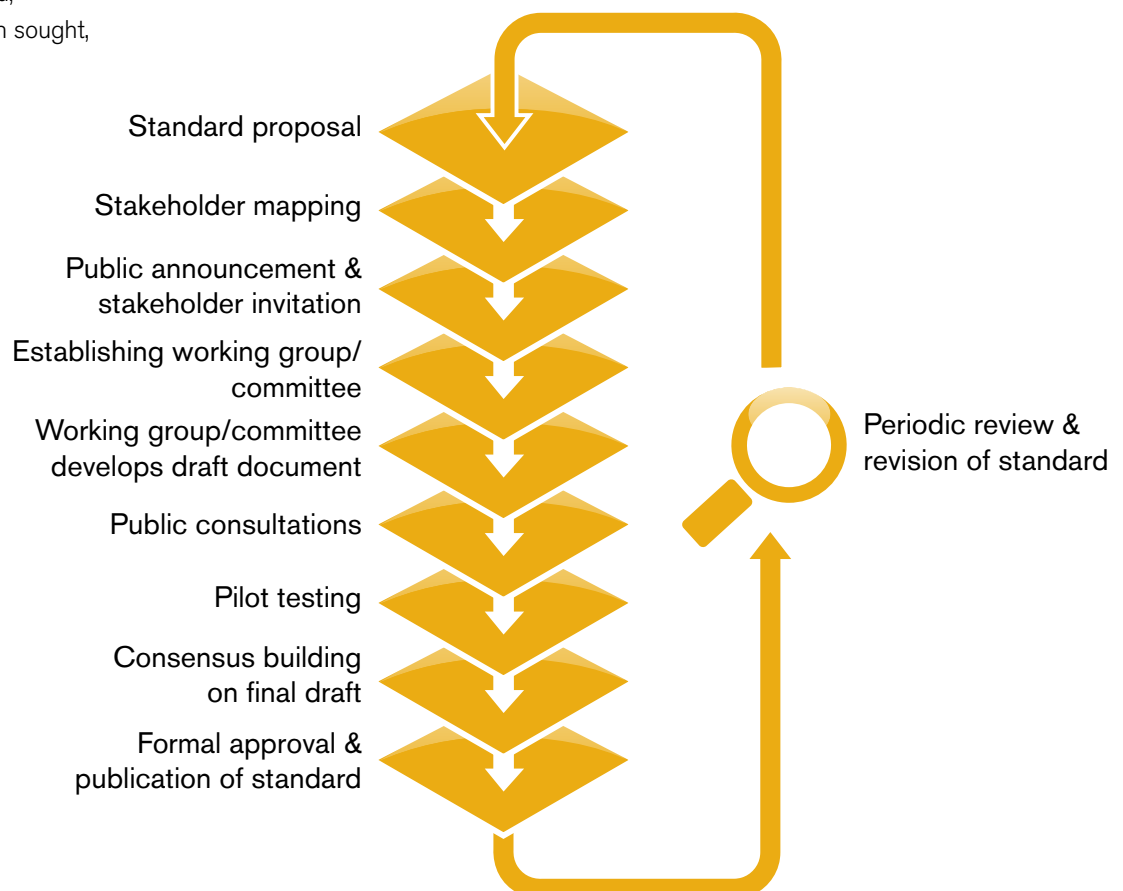 n sought,
Standard proposal
Stakeholder mapping
Public announcement &
stakeholder invitation
Establishing working group/
committee
Working group/committee
develops draft document
Public consultations
Pilot testing
Consensus building
on final draft
Formal approval &
publication of standard
Periodic review &
revision of standard